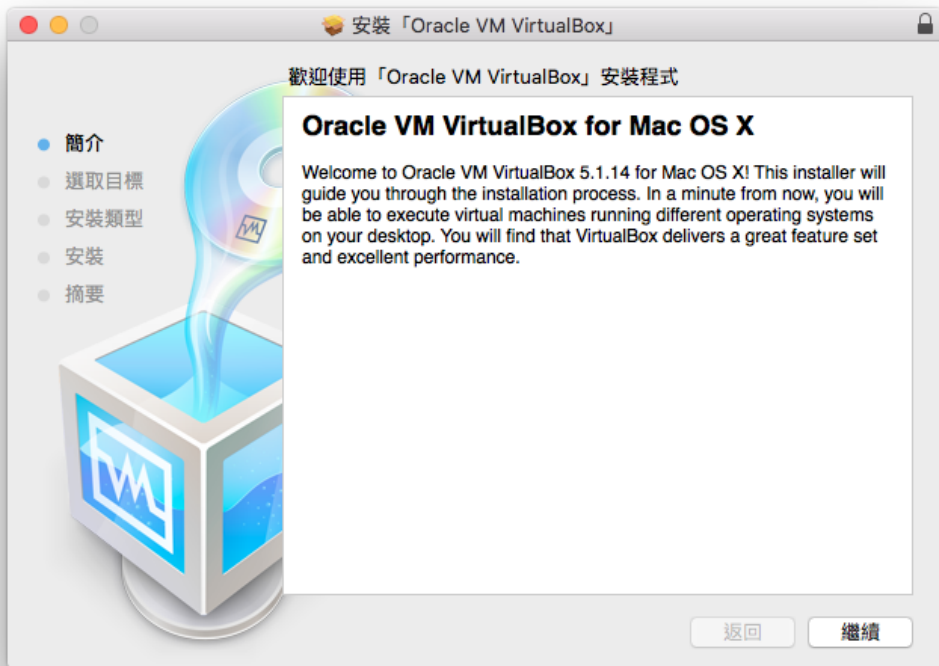 安裝「Oracle VM VirtualBox」
歡迎使用「Oracle VM VirtualBox」安裝程式
簡介
選取目標
安裝類型
安裝
摘要
Oracle VM VirtualBox for Mac OS X
Welcome to Oracle VM VirtualBox 5.1.14 for Mac OS X! This installer will
guide you through the installation process. In a minute from now, you will
be able to execute virtual machines running different operating systems
on your desktop. You will find that VirtualBox delivers a great feature set
and excellent performance.
返回
繼續